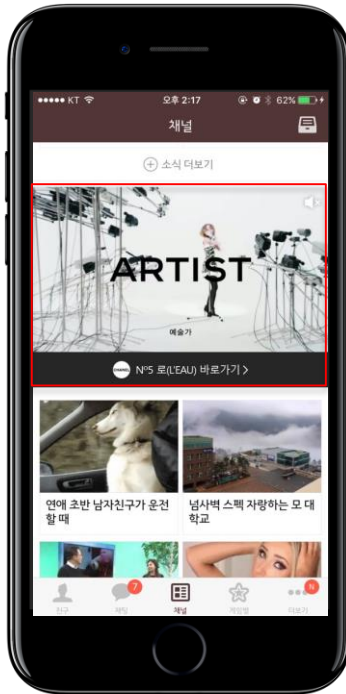 ●●●●● KT 오후 2:17 62%
채널
소식 더보기
ARTIST
예술가
CHANNEL N°5 로(L'EAU) 바로가기 >
연애 초반 남자친구가 운전
할 때
넘사벽 스펙 자랑하는 모 대
학교
7
N
친구 채팅 채널 게임별 더보기